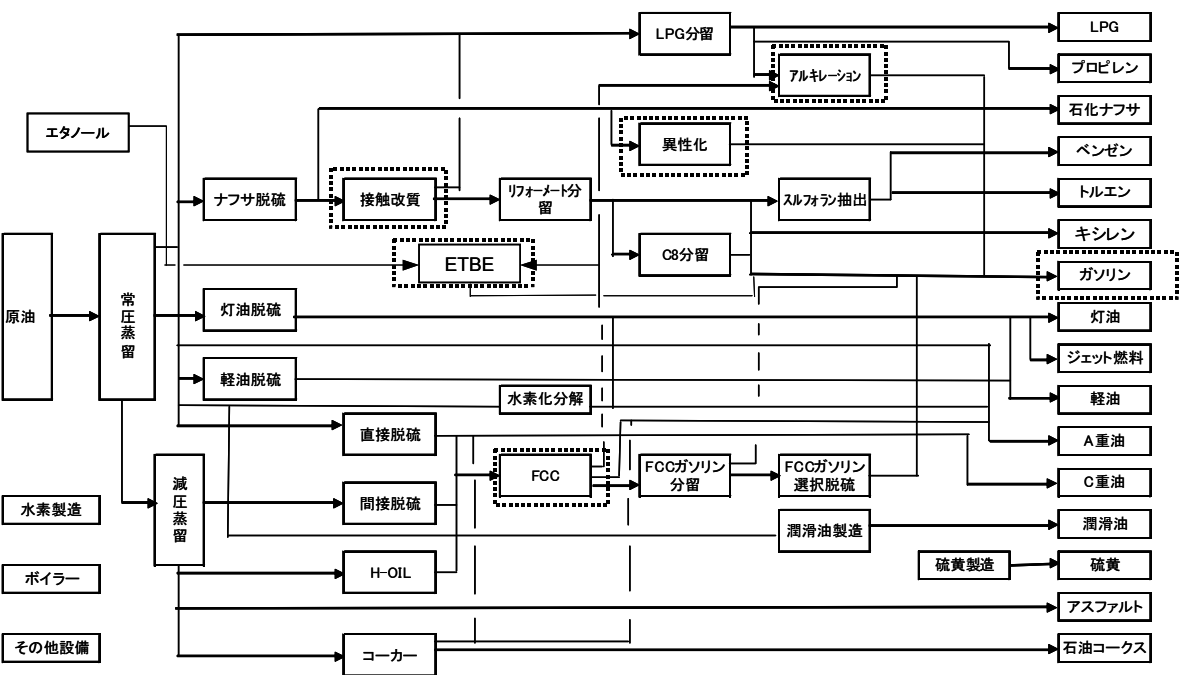 LPG分留
LPG
アルキレーション
プロピレン
石化ナフサ
エタノール
異性化
ベンゼン
ナフサ脱硫
接触改質
リフォーメート分
留
スルフォラン抽出
トルエン
キシレン
C8分留
ETBE
ガソリン
原油
常圧蒸留
灯油脱硫
灯油
ジェット燃料
軽油脱硫
水素化分解
軽油
直接脱硫
A重油
減圧蒸留
FCC
FCCガソリン
分留
FCCガソリン
選択脱硫
C重油
水素製造
間接脱硫
潤滑油製造
潤滑油
ボイラー
H-OIL
硫黄製造
硫黄
アスファルト
その他設備
コーカー
石油コークス